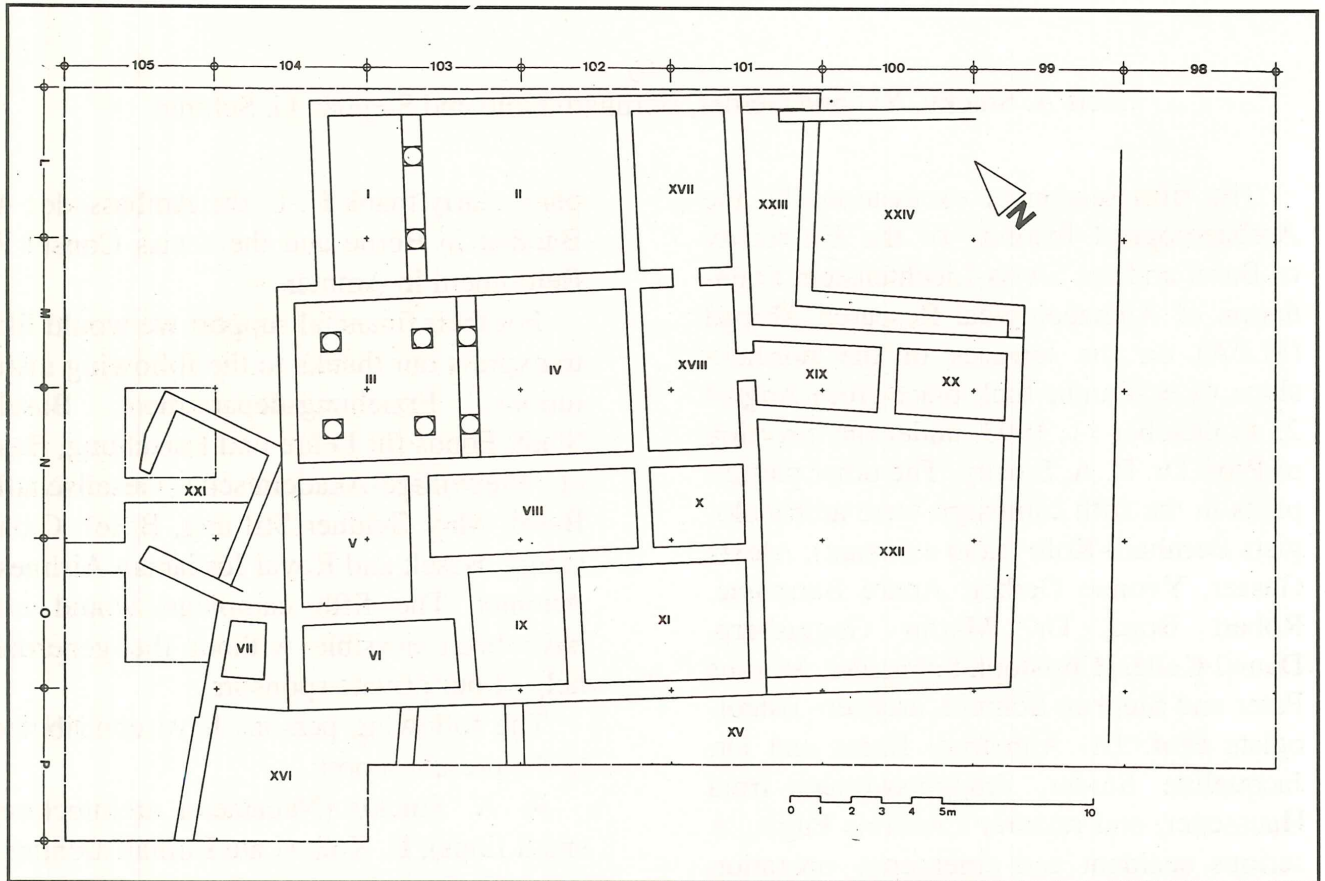 105 104 103 102 101 100 99 98
L
I II XVII XXIII XXIV
N
M
III IV XVIII XIX XX
N
XXI V VIII X XXII
O
VII VI IX XI
P
XVI XV
0 1 2 3 4 5m 10